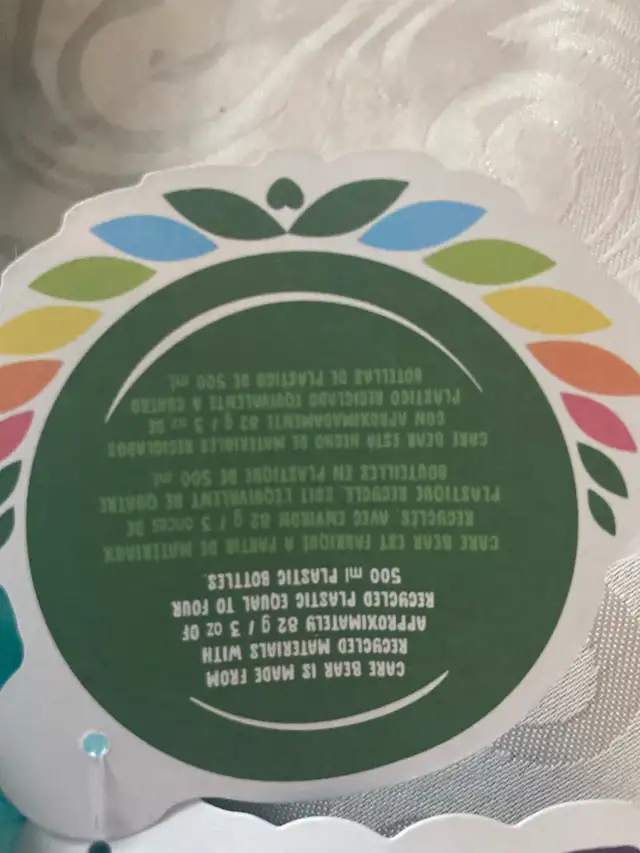 CARE BEAR IS MADE FROM
RECYCLED MATERIALS WITH
APPROXIMATELY 82 g / 3 oz OF
RECYCLED PLASTIC EQUAL TO FOUR
500 ml PLASTIC BOTTLES.
CARE BEAR EST FABRIQUÉ À PARTIR DE MATÉRIAUX
RECYCLÉS, AVEC ENVIRON 82 g / 3 onces DE
PLASTIQUE RECYCLÉ, SOIT L'ÉQUIVALENT DE QUATRE
BOUTEILLES EN PLASTIQUE DE 500 ml.
CARE BEAR ESTÁ HECHO DE MATERIALES RECICLADOS
CON APROXIMADAMENTE 82 g / 3 oz DE
PLÁSTICO RECICLADO EQUIVALENTE A CUATRO
BOTELLAS DE PLÁSTICO DE 500 ml.